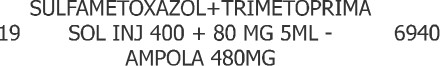 SULFAMETOXAZOL+TRIMETOPRIMA
19 SOL INJ 400 + 80 MG 5ML - 6940
AMPOLA 480MG